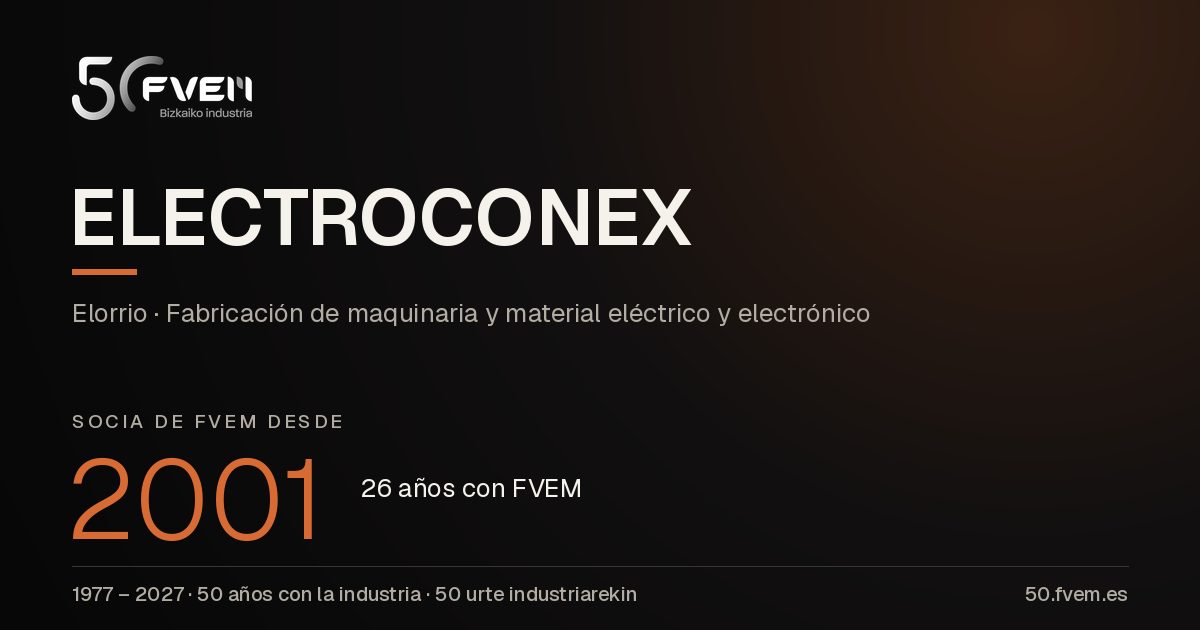 50 FVEM
Bizkaiko industria
ELECTROCONEX
Elorrio · Fabricación de maquinaria y material eléctrico y electrónico
SOCIA DE FVEM DESDE
2001
26 años con FVEM
1977 – 2027 · 50 años con la industria · 50 urte industriarekin
50.fvem.es